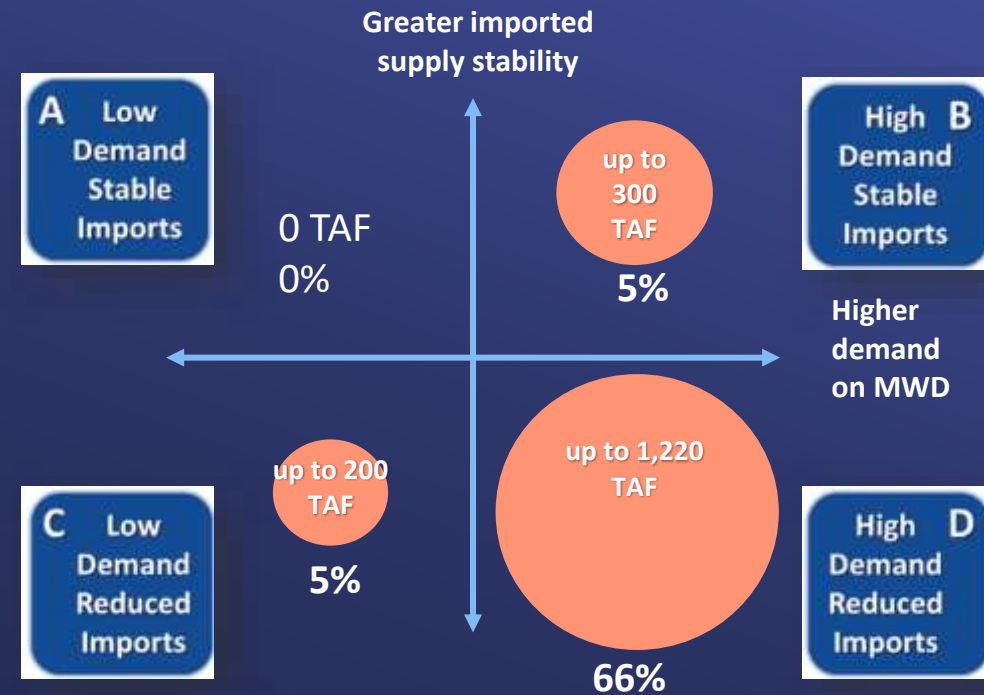 Greater imported
supply stability
A Low
Demand
Stable
Imports
0 TAF
0%
up to
300
TAF
5%
High B
Demand
Stable
Imports
Higher
demand
on MWD
C Low
Demand
Reduced
Imports
up to 200
TAF
5%
up to 1,220
TAF
66%
High D
Demand
Reduced
Imports